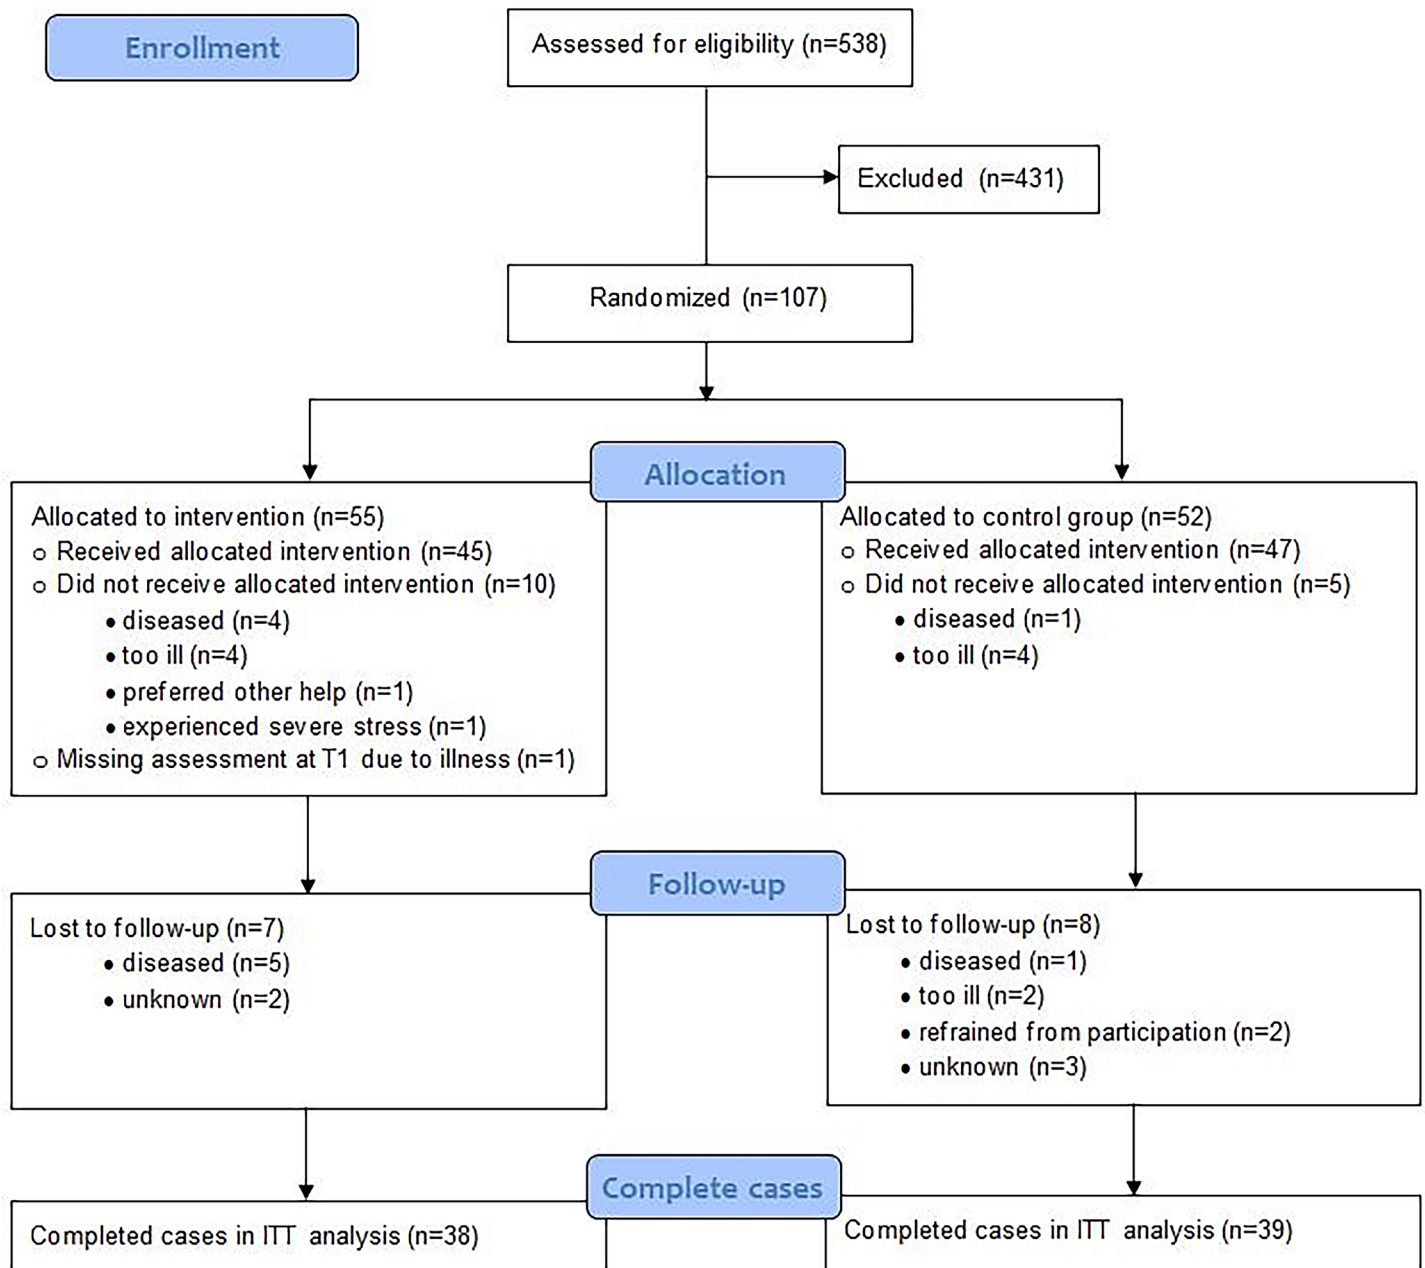 Enrollment
Assessed for eligibility (n=538)
Excluded (n=431)
Randomized (n=107)
Allocation
Allocated to intervention (n=55)
o Received allocated intervention (n=45)
o Did not receive allocated intervention (n=10)
• diseased (n=4)
• too ill (n=4)
• preferred other help (n=1)
• experienced severe stress (n=1)
o Missing assessment at T1 due to illness (n=1)
Allocated to control group (n=52)
o Received allocated intervention (n=47)
o Did not receive allocated intervention (n=5)
• diseased (n=1)
• too ill (n=4)
Follow-up
Lost to follow-up (n=7)
• diseased (n=5)
• unknown (n=2)
Lost to follow-up (n=8)
• diseased (n=1)
• too ill (n=2)
• refrained from participation (n=2)
• unknown (n=3)
Complete cases
Completed cases in ITT analysis (n=38)
Completed cases in ITT analysis (n=39)